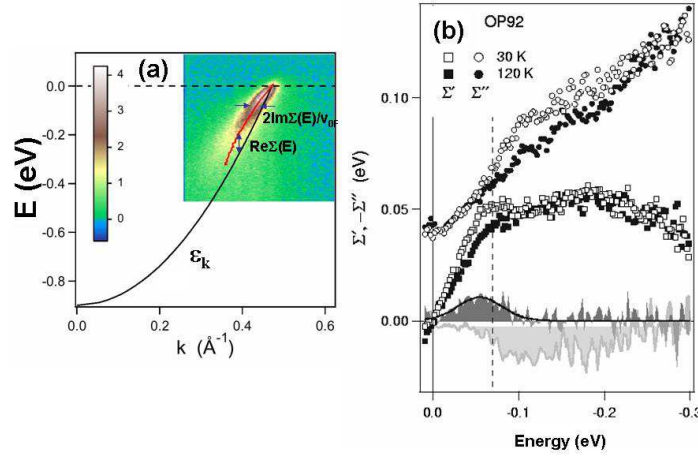 (a)
4
3
2
1
0
0.0
-0.2
-0.4
-0.6
-0.8
E (eV)
2ImΣ(E)/v₀F
ReΣ(E)
εk
0.0 0.2 0.4 0.6
k (Å⁻¹)
(b)
OP92
30 K
120 K
Σ' Σ"
0.10
0.05
0.00
Σ', -Σ" (eV)
0.0 -0.1 -0.2 -0.3
Energy (eV)